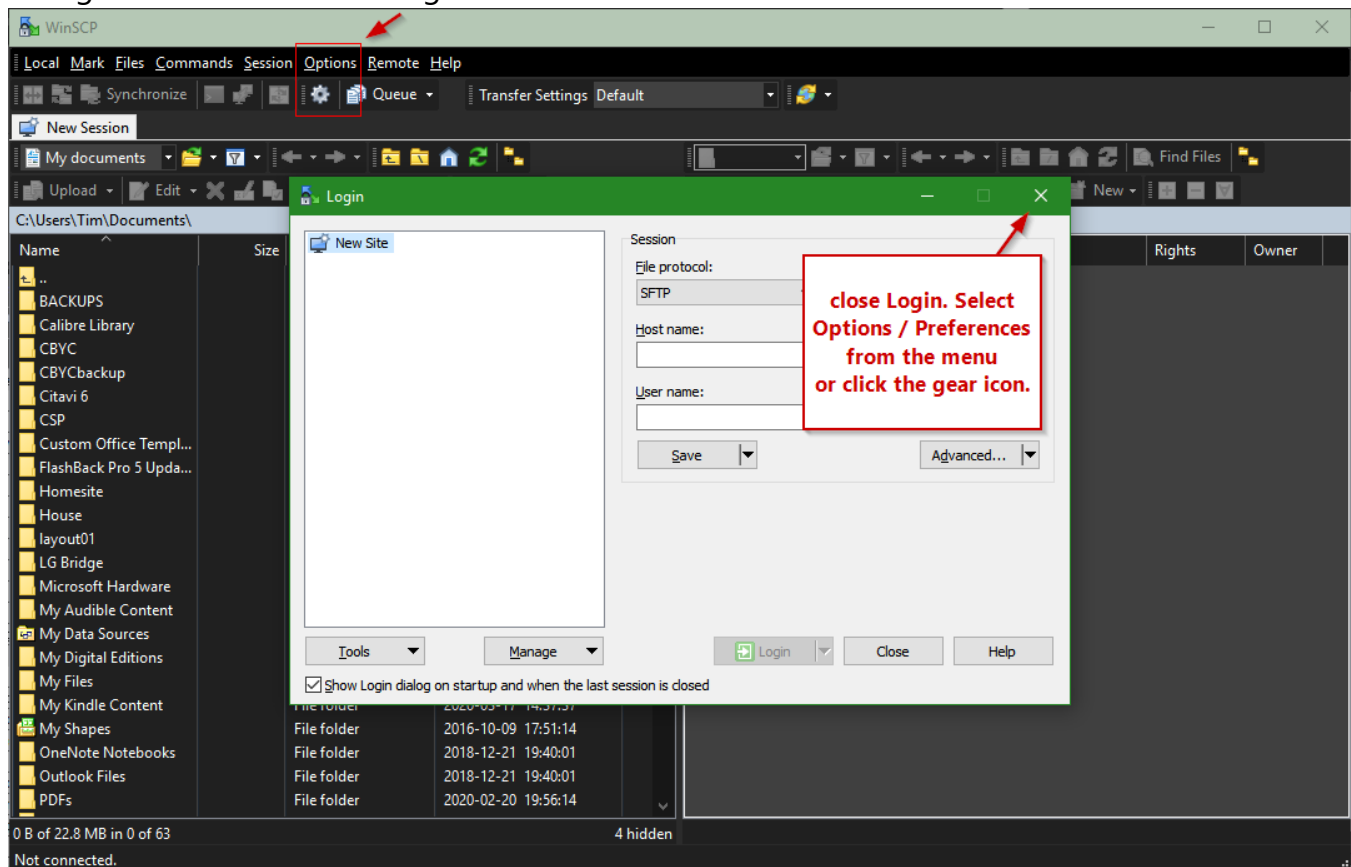 WinSCP
Local Mark Files Commands Session Options Remote Help
Synchronize Queue Transfer Settings Default
New Session
My documents Find Files
Upload Edit New
C:\Users\Tim\Documents\
Name Size Rights Owner
..
BACKUPS
Calibre Library
CBYC
CBYCbackup
Citavi 6
CSP
Custom Office Templ...
FlashBack Pro 5 Upda...
Homesite
House
layout01
LG Bridge
Microsoft Hardware
My Audible Content
My Data Sources
My Digital Editions
My Files
My Kindle Content
My Shapes File folder 2016-10-09 17:51:14
OneNote Notebooks File folder 2018-12-21 19:40:01
Outlook Files File folder 2018-12-21 19:40:01
PDFs File folder 2020-02-20 19:56:14
0 B of 22.8 MB in 0 of 63 4 hidden
Not connected.
Login
New Site
Session
File protocol:
SFTP
Host name:
User name:
Save Advanced...
Tools Manage Login Close Help
Show Login dialog on startup and when the last session is closed
close Login. Select
Options / Preferences
from the menu
or click the gear icon.